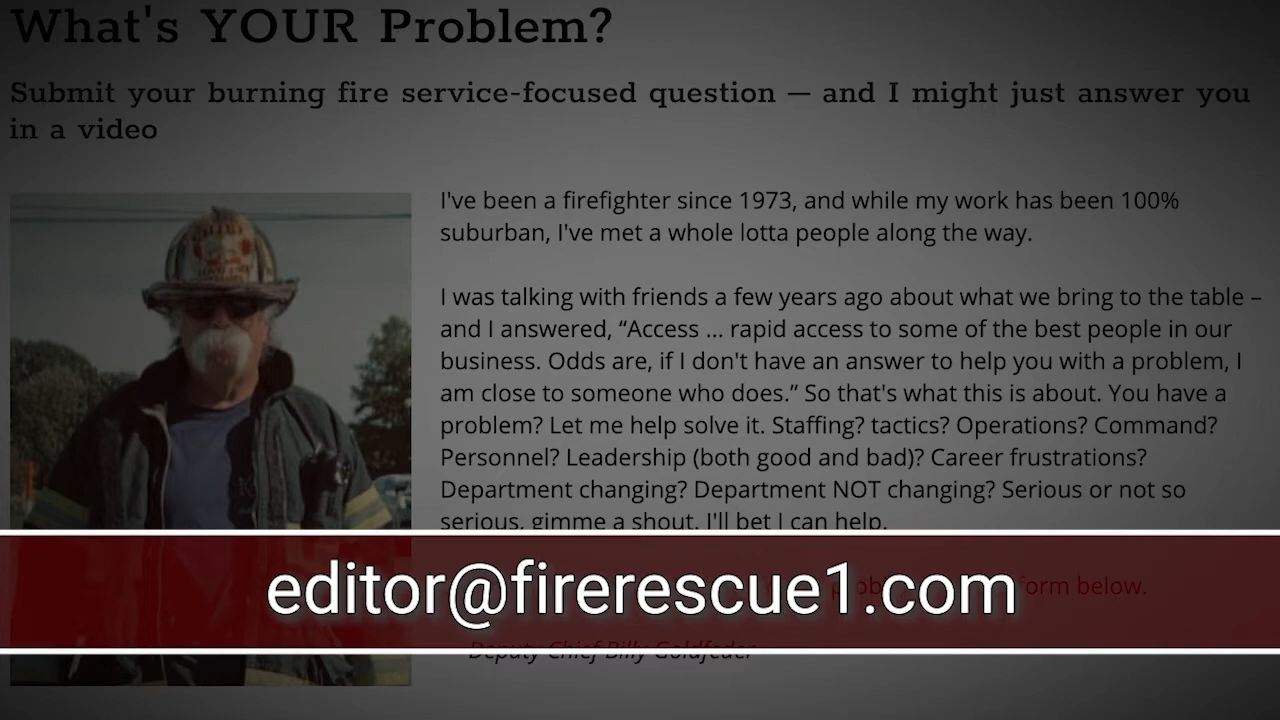 What's YOUR Problem?
Submit your burning fire service-focused question — and I might just answer you
in a video
I've been a firefighter since 1973, and while my work has been 100%
suburban, I've met a whole lotta people along the way.
I was talking with friends a few years ago about what we bring to the table –
and I answered, “Access ... rapid access to some of the best people in our
business. Odds are, if I don't have an answer to help you with a problem, I
am close to someone who does.” So that's what this is about. You have a
problem? Let me help solve it. Staffing? tactics? Operations? Command?
Personnel? Leadership (both good and bad)? Career frustrations?
Department changing? Department NOT changing? Serious or not so
serious, gimme a shout. I'll bet I can help.
form below.
editor@firerescue1.com
Deputy Chief Billy Goldfeder